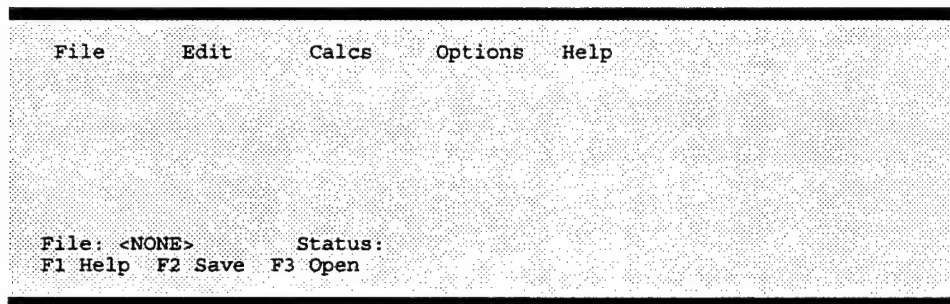 File Edit Calcs Options Help
File: <NONE> Status:
F1 Help F2 Save F3 Open